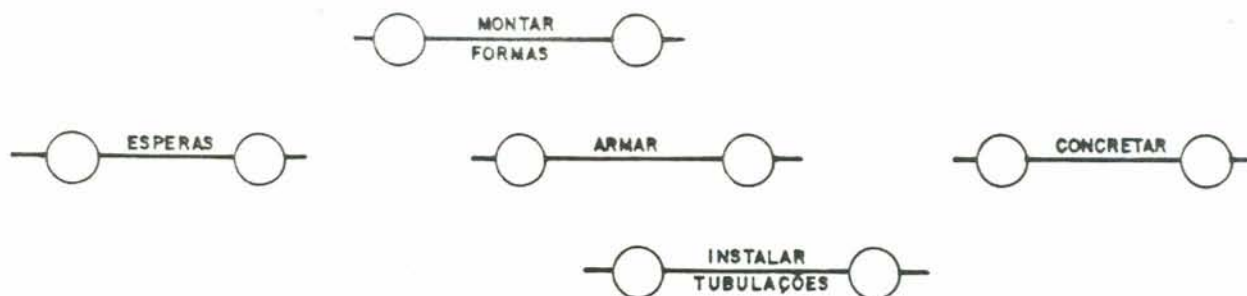 MONTAR
FORMAS
ESPERAS
ARMAR
CONCRETAR
INSTALAR
TUBULAÇÕES